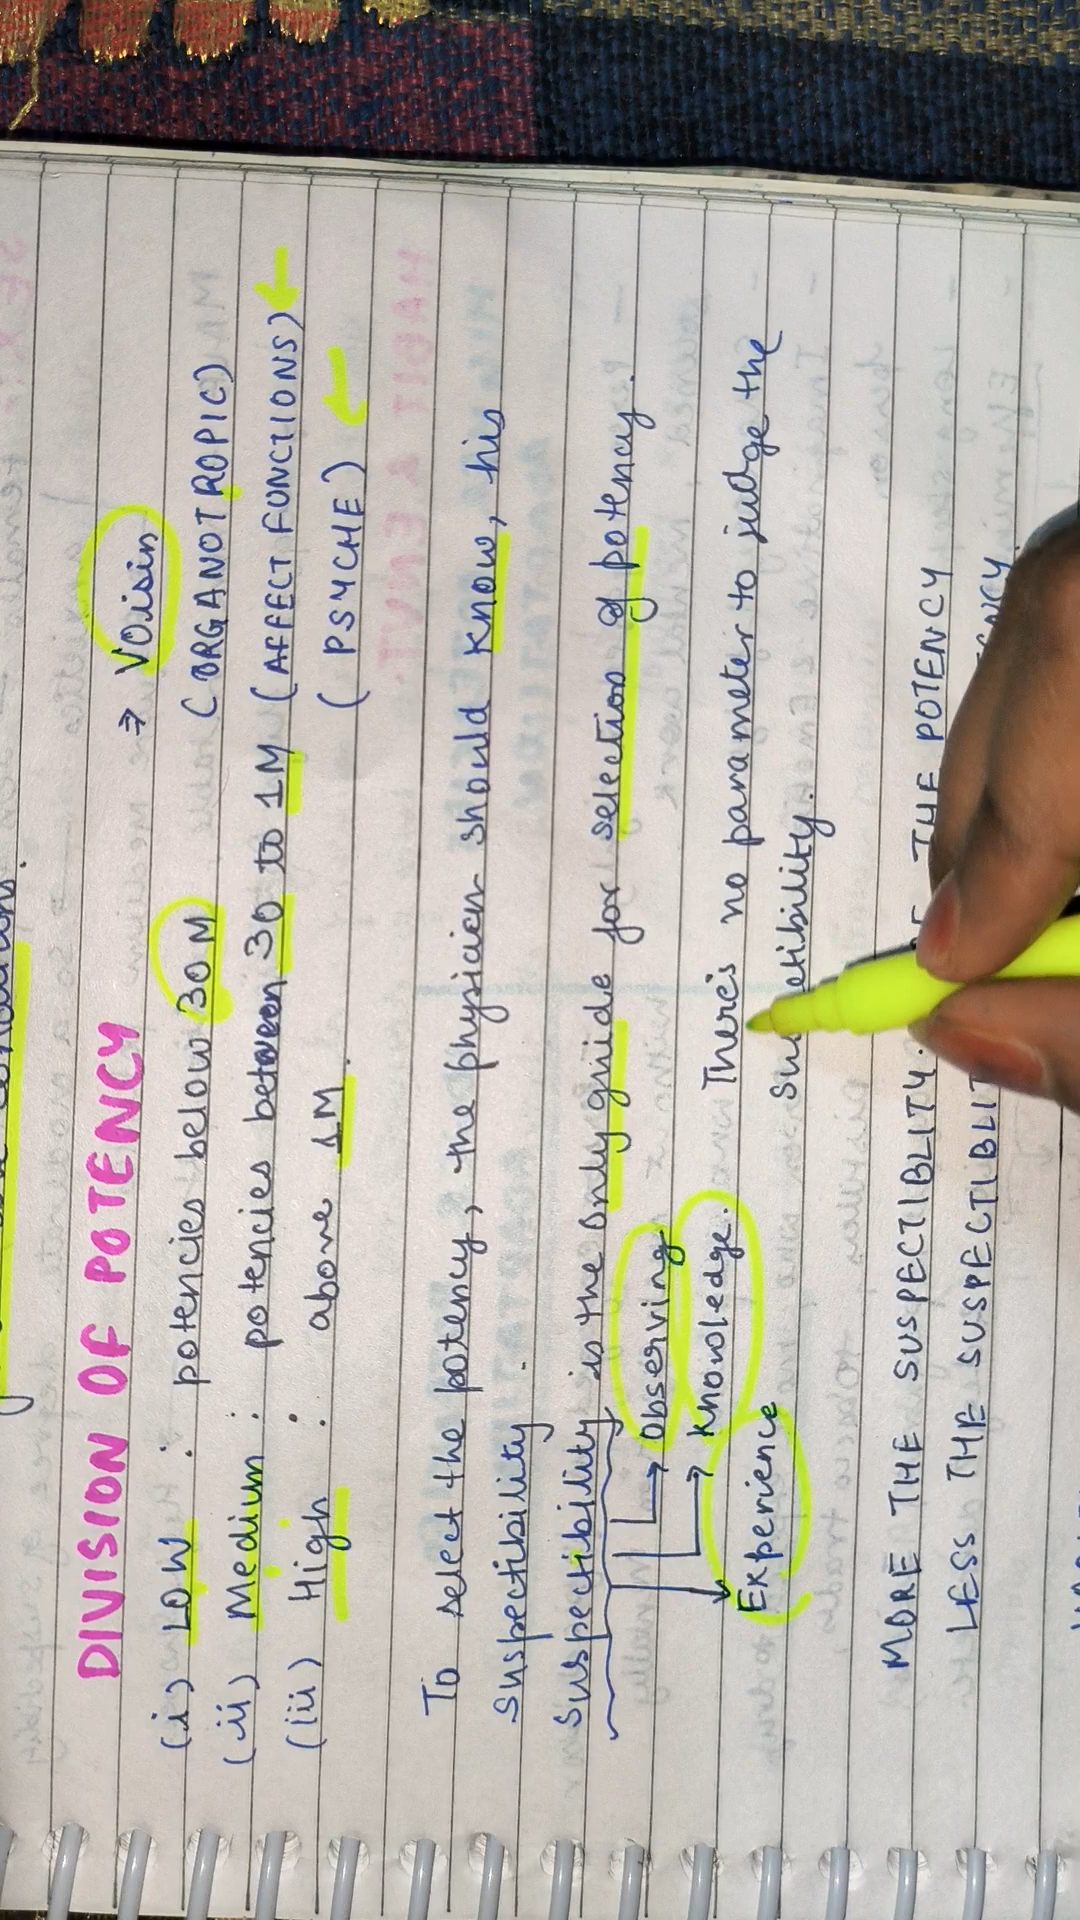 DIVISION OF POTENCY ⇒ Voisin
(i) LOW : potencies below 30 M (ORGANOTROPIC)
(ii) Medium : potencies between 30 to 1M (AFFECT FUNCTIONS) ←
(iii) High : above 1M. (PSYCHE) ←
To select the potency, the physician should know, his
suspectibility.
Suspectibility is the only guide for selection of potency.
→ observing
→ knowledge. There's no parameter to judge the
Experience
MORE THE SUSPECTIBLITY. THE POTENCY
LESS THE SUSPECTIBLIT